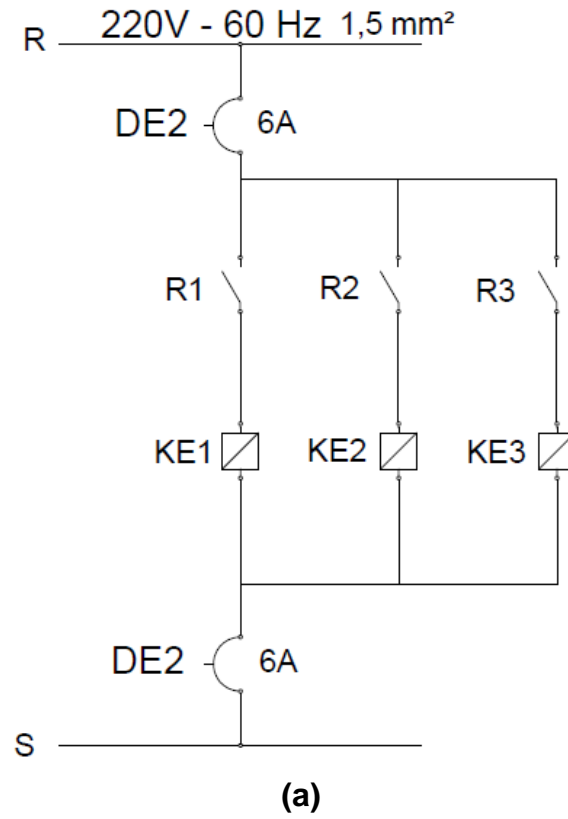 R 220V - 60 Hz 1,5 mm²
DE2 6A
R1 R2 R3
KE1 KE2 KE3
DE2 6A
S
(a)